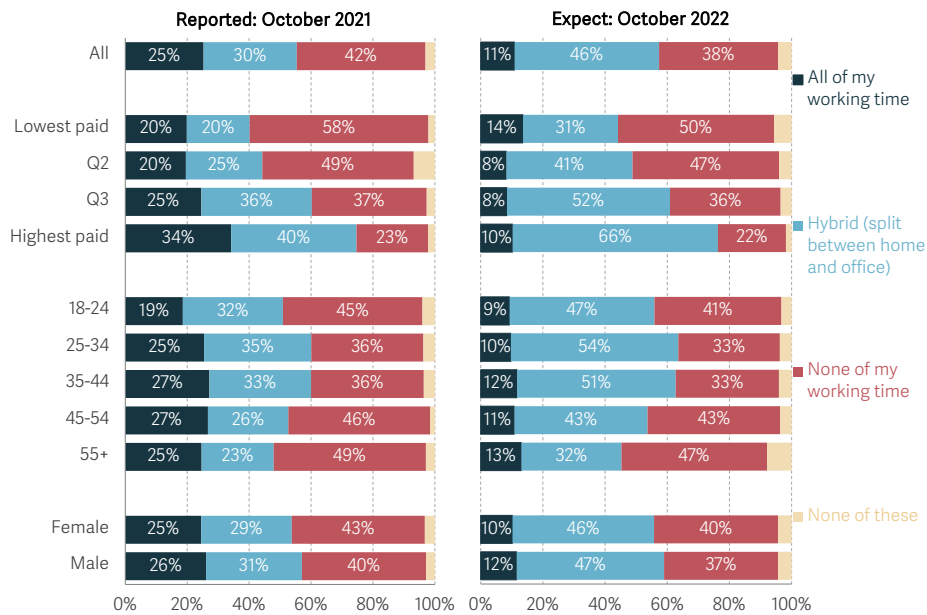 Reported: October 2021
Expect: October 2022
All
25% 30% 42%
11% 46% 38%
All of my
working time
Lowest paid
20% 20% 58%
14% 31% 50%
Q2
20% 25% 49%
8% 41% 47%
Q3
25% 36% 37%
8% 52% 36%
Highest paid
34% 40% 23%
10% 66% 22%
Hybrid (split
between home
and office)
18-24
19% 32% 45%
9% 47% 41%
25-34
25% 35% 36%
10% 54% 33%
35-44
27% 33% 36%
12% 51% 33%
None of my
working time
45-54
27% 26% 46%
11% 43% 43%
55+
25% 23% 49%
13% 32% 47%
Female
25% 29% 43%
10% 46% 40%
None of these
Male
26% 31% 40%
12% 47% 37%
0% 20% 40% 60% 80% 100%
0% 20% 40% 60% 80% 100%